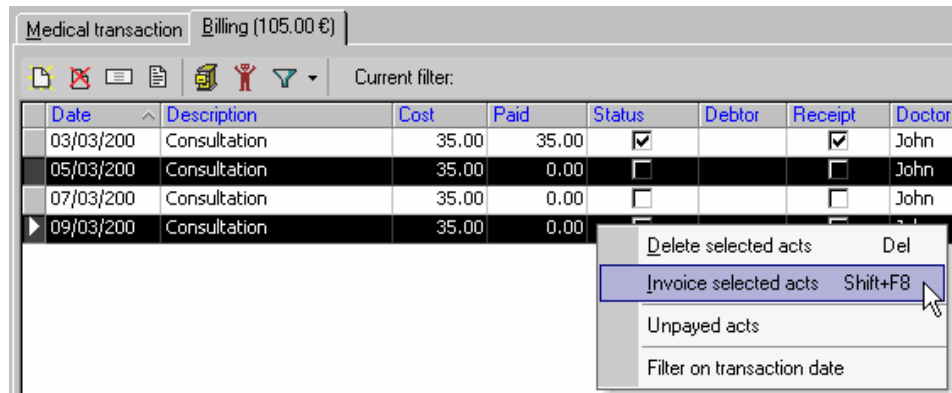 Medical transaction Billing (105.00 €)
Current filter:
Date Description Cost Paid Status Debtor Receipt Doctor
03/03/200 Consultation 35.00 35.00 John
05/03/200 Consultation 35.00 0.00 John
07/03/200 Consultation 35.00 0.00 John
09/03/200 Consultation 35.00 0.00
Delete selected acts Del
Invoice selected acts Shift+F8
Unpayed acts
Filter on transaction date